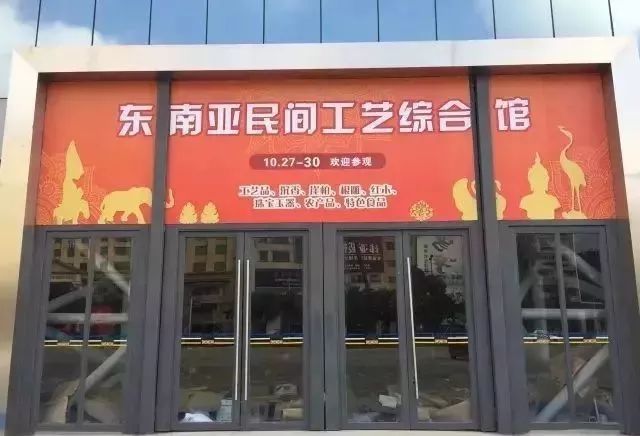 东南亚民间工艺综合馆
10.27-30 欢迎参观
工艺品、沉香、崖柏、根雕、红木、
珠宝玉器、农产品、特色食品